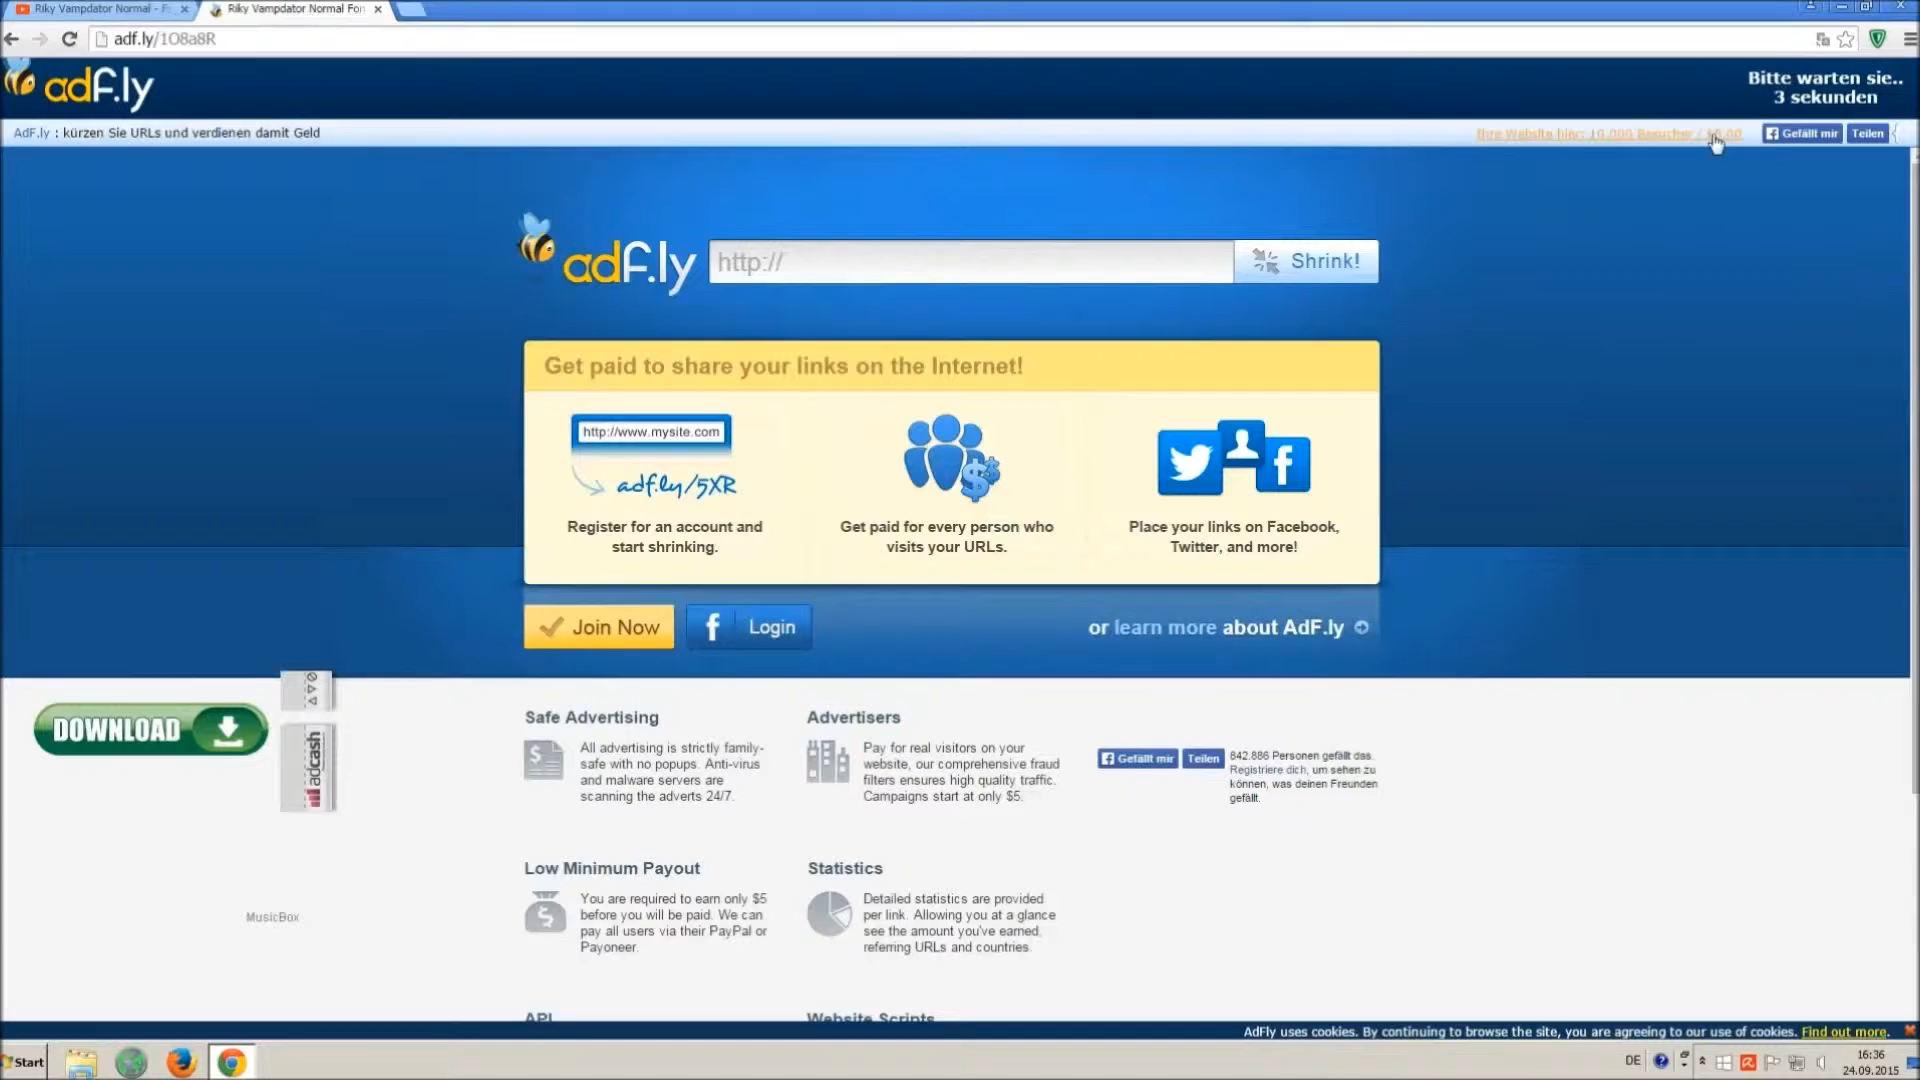 Riky Vampdator Normal - F
Riky Vampdator Normal For
adf.ly/1O8a8R
adf.ly
Bitte warten sie..
3 sekunden
AdF.ly : kürzen Sie URLs und verdienen damit Geld
Ihre Website hier: 10.000 Besucher /
Gefällt mir
Teilen
adf.ly
http://
Shrink!
Get paid to share your links on the Internet!
http://www.mysite.com
adf.ly/5XR
Register for an account and
start shrinking.
Get paid for every person who
visits your URLs.
Place your links on Facebook,
Twitter, and more!
Join Now
Login
or learn more about AdF.ly
DOWNLOAD
adcash
Safe Advertising
All advertising is strictly family-
safe with no popups. Anti-virus
and malware servers are
scanning the adverts 24/7.
Advertisers
Pay for real visitors on your
website, our comprehensive fraud
filters ensures high quality traffic.
Campaigns start at only $5.
Gefällt mir
Teilen
842.886 Personen gefällt das.
Registriere dich, um sehen zu
können, was deinen Freunden
gefällt.
Low Minimum Payout
You are required to earn only $5
before you will be paid. We can
pay all users via their PayPal or
Payoneer.
Statistics
Detailed statistics are provided
per link. Allowing you at a glance
see the amount you've earned,
referring URLs and countries.
MusicBox
API
Website Scripts
AdFly uses cookies. By continuing to browse the site, you are agreeing to our use of cookies. Find out more.
Start
DE
16:36
24.09.2015